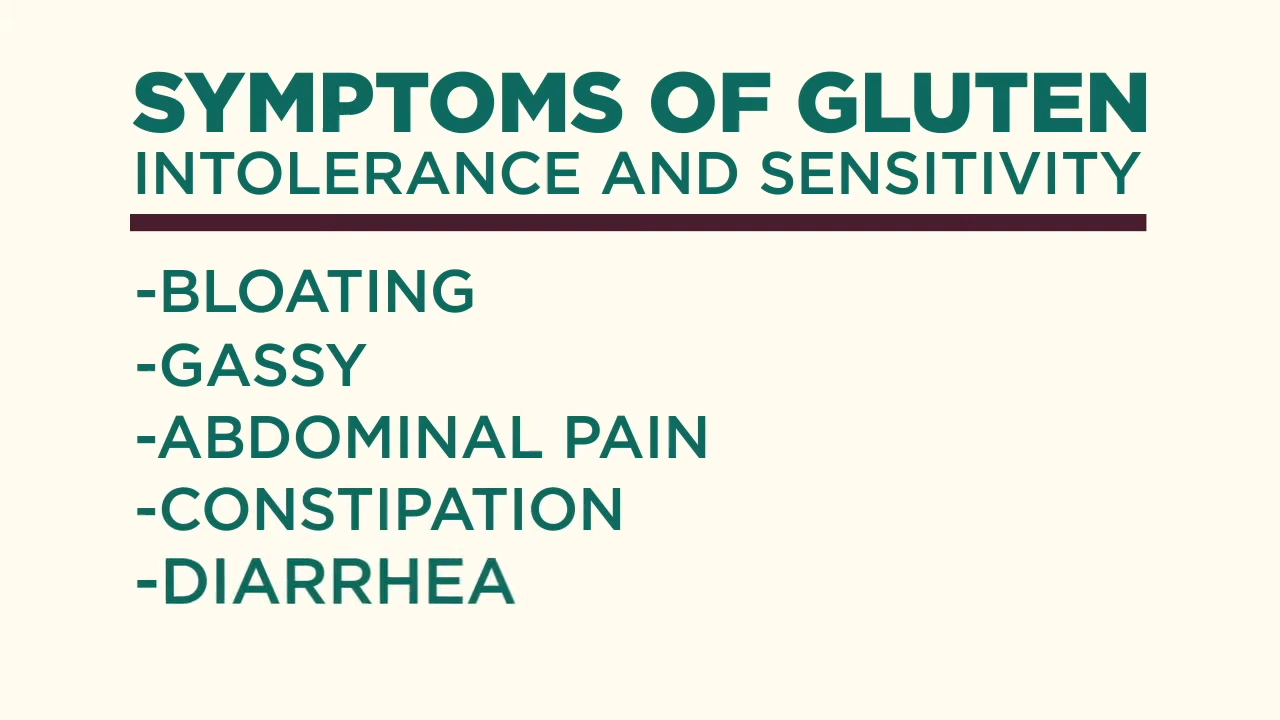 SYMPTOMS OF GLUTEN
INTOLERANCE AND SENSITIVITY
-BLOATING
-GASSY
-ABDOMINAL PAIN
-CONSTIPATION
-DIARRHEA